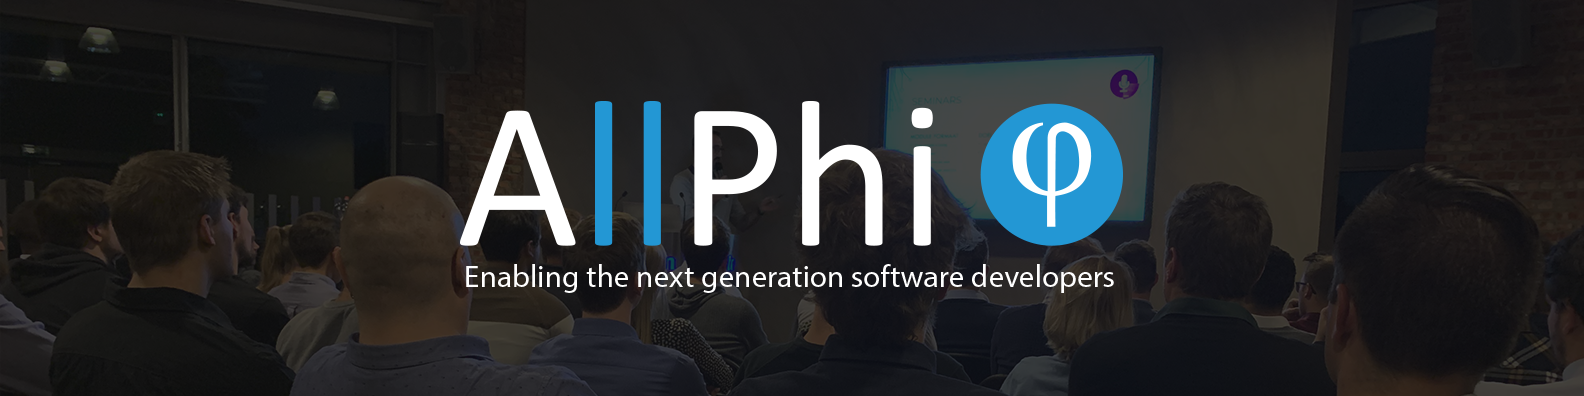 AllPhi φ
Enabling the next generation software developers